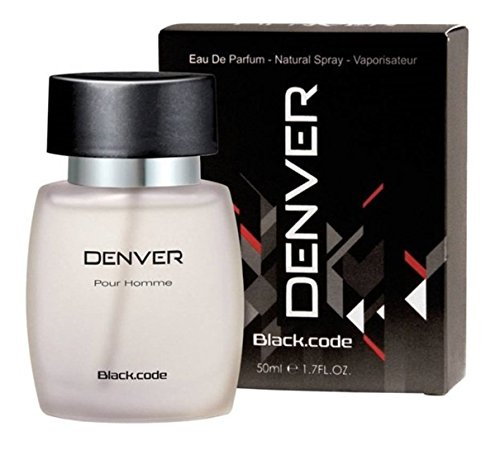 DENVER
Pour Homme
Black.code
Eau De Parfum - Natural Spray - Vaporisateur
DENVER
Black.code
50ml ℮ 1.7FL.OZ.